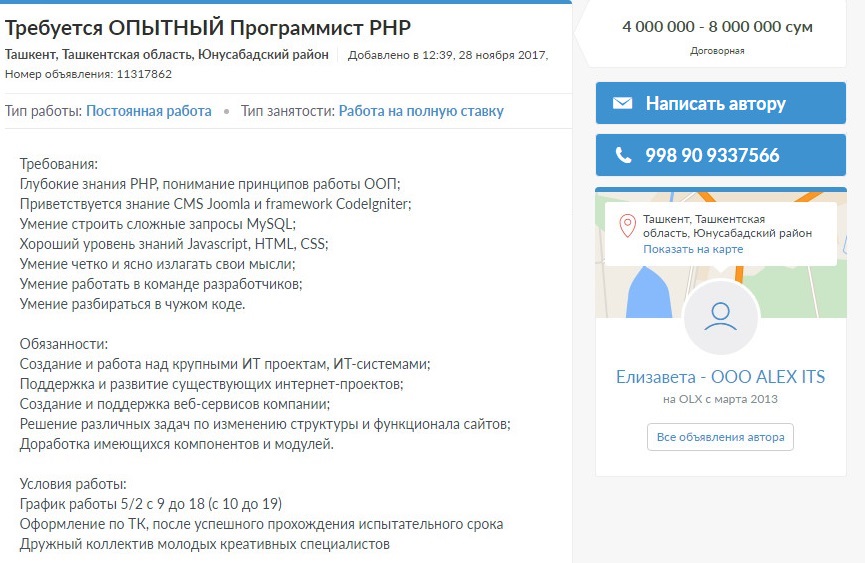 Требуется ОПЫТНЫЙ Программист PHP
Ташкент, Ташкентская область, Юнусабадский район
Добавлено в 12:39, 28 ноября 2017,
Номер объявления: 11317862
Тип работы: Постоянная работа • Тип занятости: Работа на полную ставку
Требования:
Глубокие знания PHP, понимание принципов работы ООП;
Приветствуется знание CMS Joomla и framework CodeIgniter;
Умение строить сложные запросы MySQL;
Хороший уровень знаний Javascript, HTML, CSS;
Умение четко и ясно излагать свои мысли;
Умение работать в команде разработчиков;
Умение разбираться в чужом коде.
Обязанности:
Создание и работа над крупными ИТ проектам, ИТ-системами;
Поддержка и развитие существующих интернет-проектов;
Создание и поддержка веб-сервисов компании;
Решение различных задач по изменению структуры и функционала сайтов;
Доработка имеющихся компонентов и модулей.
Условия работы:
График работы 5/2 с 9 до 18 (с 10 до 19)
Оформление по ТК, после успешного прохождения испытательного срока
Дружный коллектив молодых креативных специалистов
4 000 000 - 8 000 000 сум
Договорная
Написать автору
998 90 9337566
Ташкент, Ташкентская
область, Юнусабадский район
Показать на карте
Елизавета - ООО ALEX ITS
на OLX с марта 2013
Все объявления автора